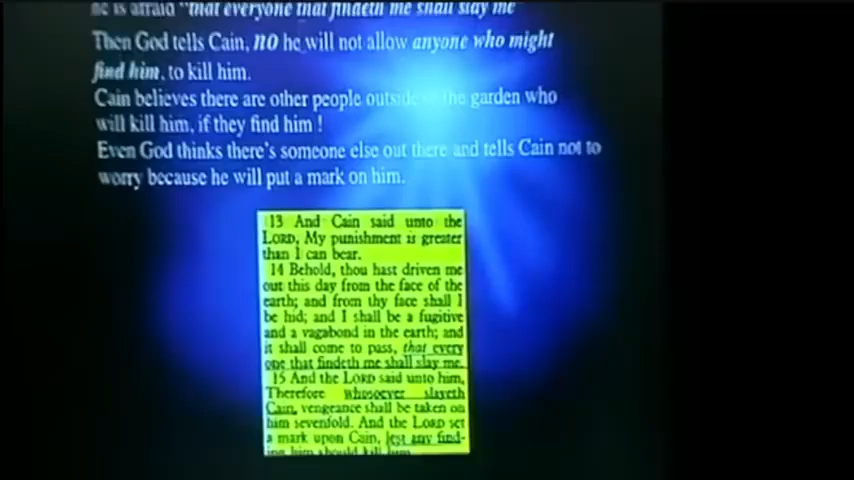 he is afraid "that everyone that findeth me shall slay me
Then God tells Cain, no he will not allow anyone who might
find him, to kill him.
Cain believes there are other people outside of the garden who
will kill him, if they find him !
Even God thinks there's someone else out there and tells Cain not to
worry because he will put a mark on him.
13 And Cain said unto the
LORD, My punishment is greater
than I can bear.
14 Behold, thou hast driven me
out this day from the face of the
earth; and from thy face shall I
be hid; and I shall be a fugitive
and a vagabond in the earth; and
it shall come to pass, that every
one that findeth me shall slay me.
15 And the LORD said unto him,
Therefore whosoever slayeth
Cain, vengeance shall be taken on
him sevenfold. And the LORD set
a mark upon Cain, lest any find-
ing him should kill him.